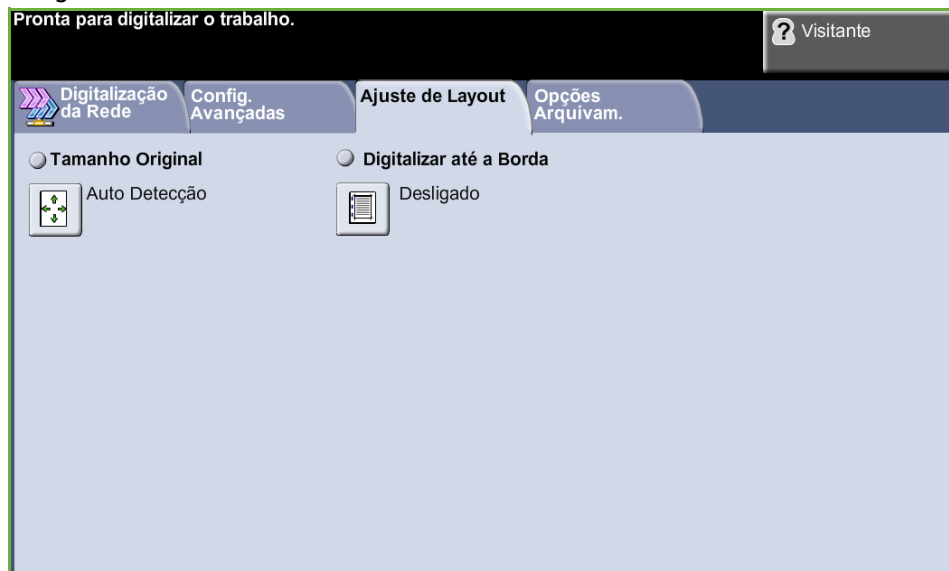 Pronta para digitalizar o trabalho.
Visitante
Digitalização
da Rede
Config.
Avançadas
Ajuste de Layout
Opções
Arquivam.
Tamanho Original
Auto Detecção
Digitalizar até a Borda
Desligado